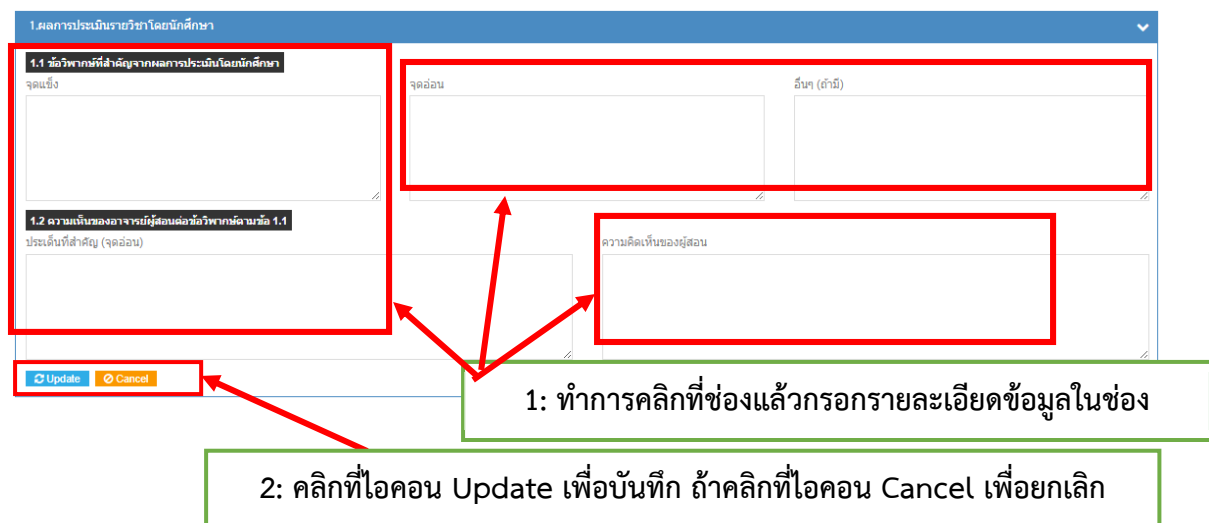 1.ผลการประเมินรายวิชาโดยนักศึกษา
1.1 ข้อวิพากษ์ที่สำคัญจากผลการประเมินโดยนักศึกษา
จุดแข็ง
จุดอ่อน
อื่นๆ (ถ้ามี)
1.2 ความเห็นของอาจารย์ผู้สอนต่อข้อวิพากษ์ตามข้อ 1.1
ประเด็นที่สำคัญ (จุดอ่อน)
ความคิดเห็นของผู้สอน
Update
Cancel
1: ทำการคลิกที่ช่องแล้วกรอกรายละเอียดข้อมูลในช่อง
2: คลิกที่ไอคอน Update เพื่อบันทึก ถ้าคลิกที่ไอคอน Cancel เพื่อยกเลิก